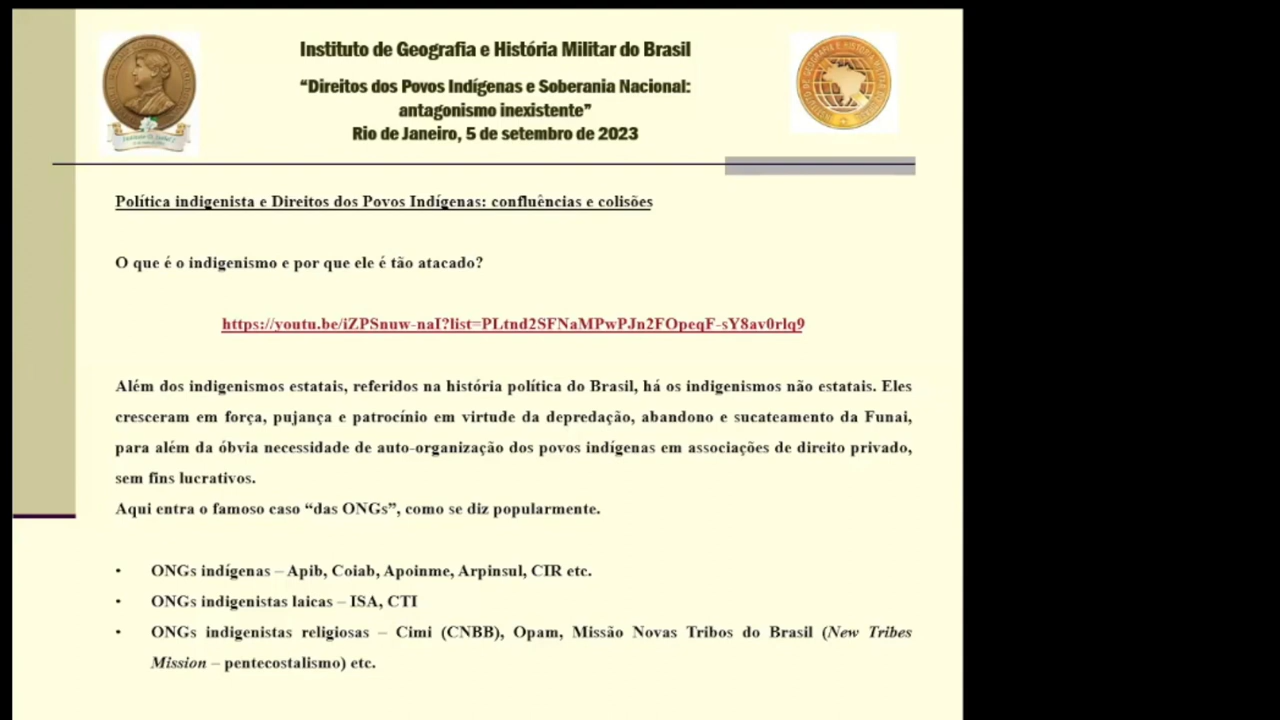 Instituto de Geografia e História Militar do Brasil
“Direitos dos Povos Indígenas e Soberania Nacional:
antagonismo inexistente”
Rio de Janeiro, 5 de setembro de 2023
Política indigenista e Direitos dos Povos Indígenas: confluências e colisões
O que é o indigenismo e por que ele é tão atacado?
https://youtu.be/iZPSnuw-naI?list=PLtnd2SFNaMPwPJn2FOpeqF-sY8av0rlq9
Além dos indigenismos estatais, referidos na história política do Brasil, há os indigenismos não estatais. Eles
cresceram em força, pujança e patrocínio em virtude da depredação, abandono e sucateamento da Funai,
para além da óbvia necessidade de auto-organização dos povos indígenas em associações de direito privado,
sem fins lucrativos.
Aqui entra o famoso caso “das ONGs”, como se diz popularmente.
• ONGs indígenas – Apib, Coiab, Apoinme, Arpinsul, CIR etc.
• ONGs indigenistas laicas – ISA, CTI
• ONGs indigenistas religiosas – Cimi (CNBB), Opam, Missão Novas Tribos do Brasil (New Tribes
Mission – pentecostalismo) etc.